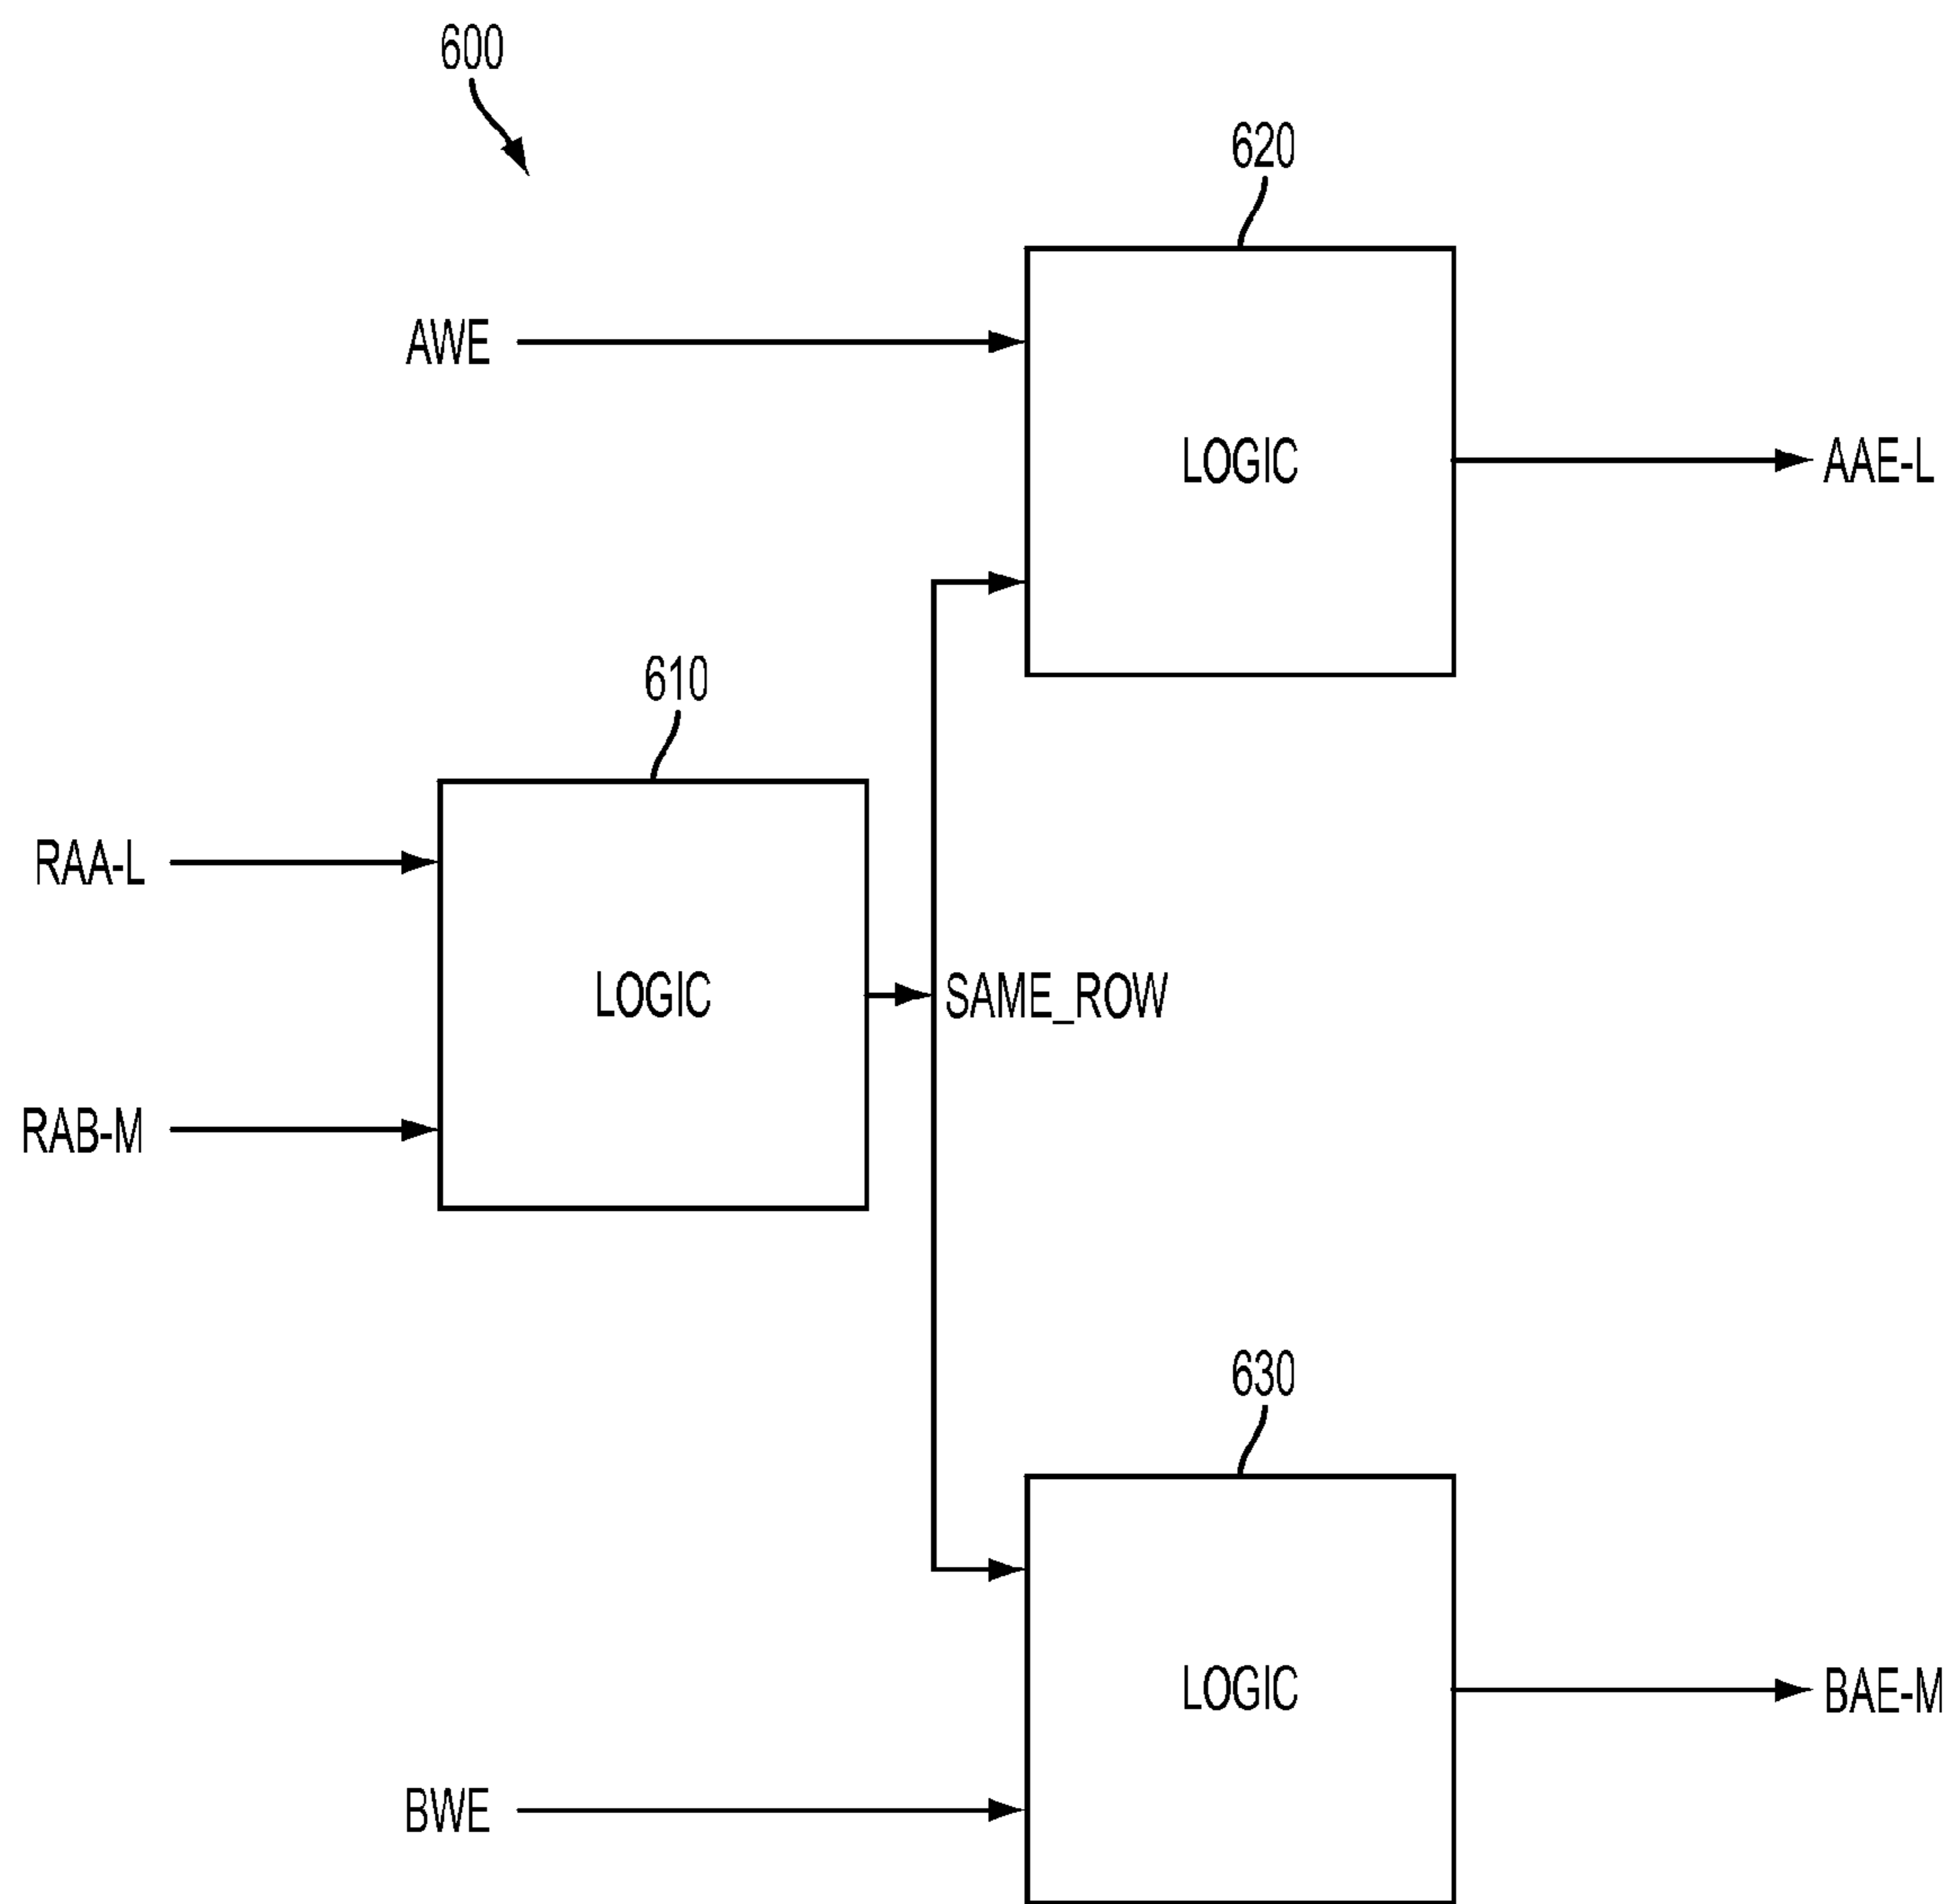 600
620
AWE
LOGIC
AAE-L
610
RAA-L
LOGIC
SAME_ROW
RAB-M
630
LOGIC
BAE-M
BWE